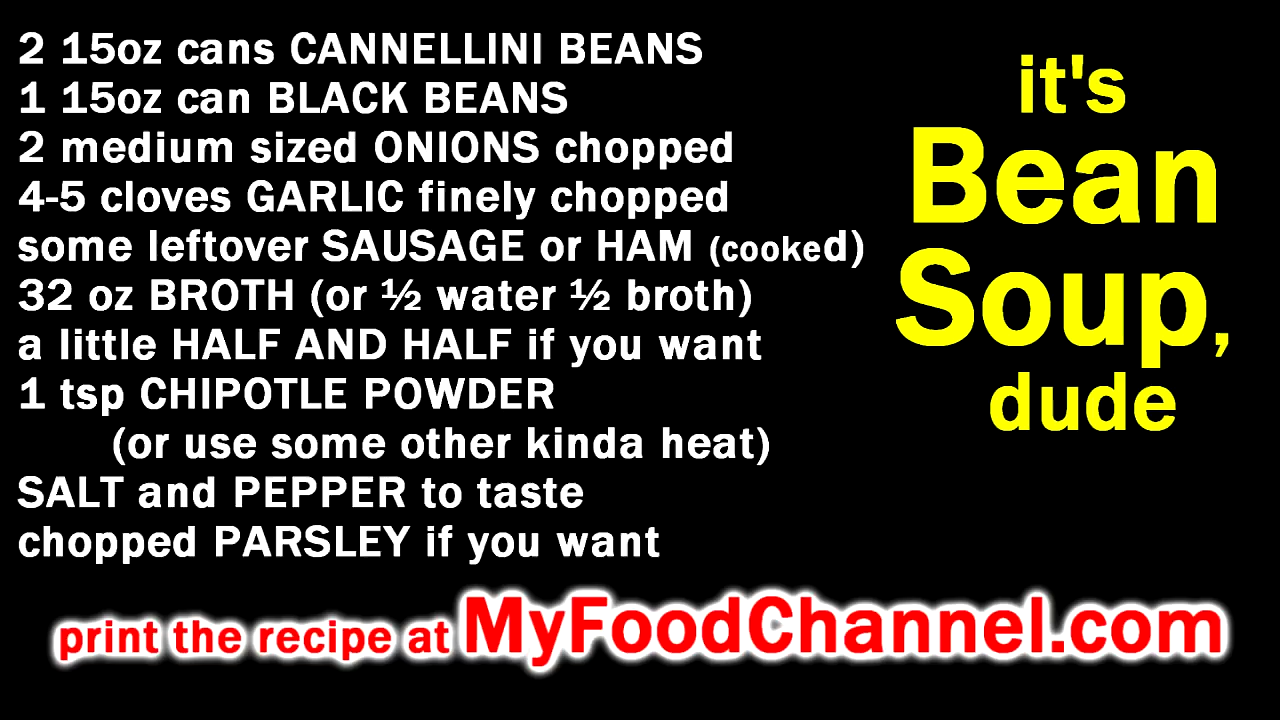 2 15oz cans CANNELLINI BEANS
1 15oz can BLACK BEANS
2 medium sized ONIONS chopped
4-5 cloves GARLIC finely chopped
some leftover SAUSAGE or HAM (cooked)
32 oz BROTH (or ½ water ½ broth)
a little HALF AND HALF if you want
1 tsp CHIPOTLE POWDER
(or use some other kinda heat)
SALT and PEPPER to taste
chopped PARSLEY if you want
it's
Bean
Soup,
dude
print the recipe at MyFoodChannel.com